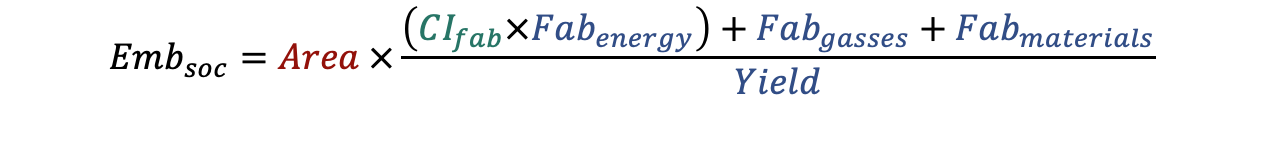 Emb_soc = Area × (CI_fab×Fab_energy) + Fab_gasses + Fab_materials
Yield